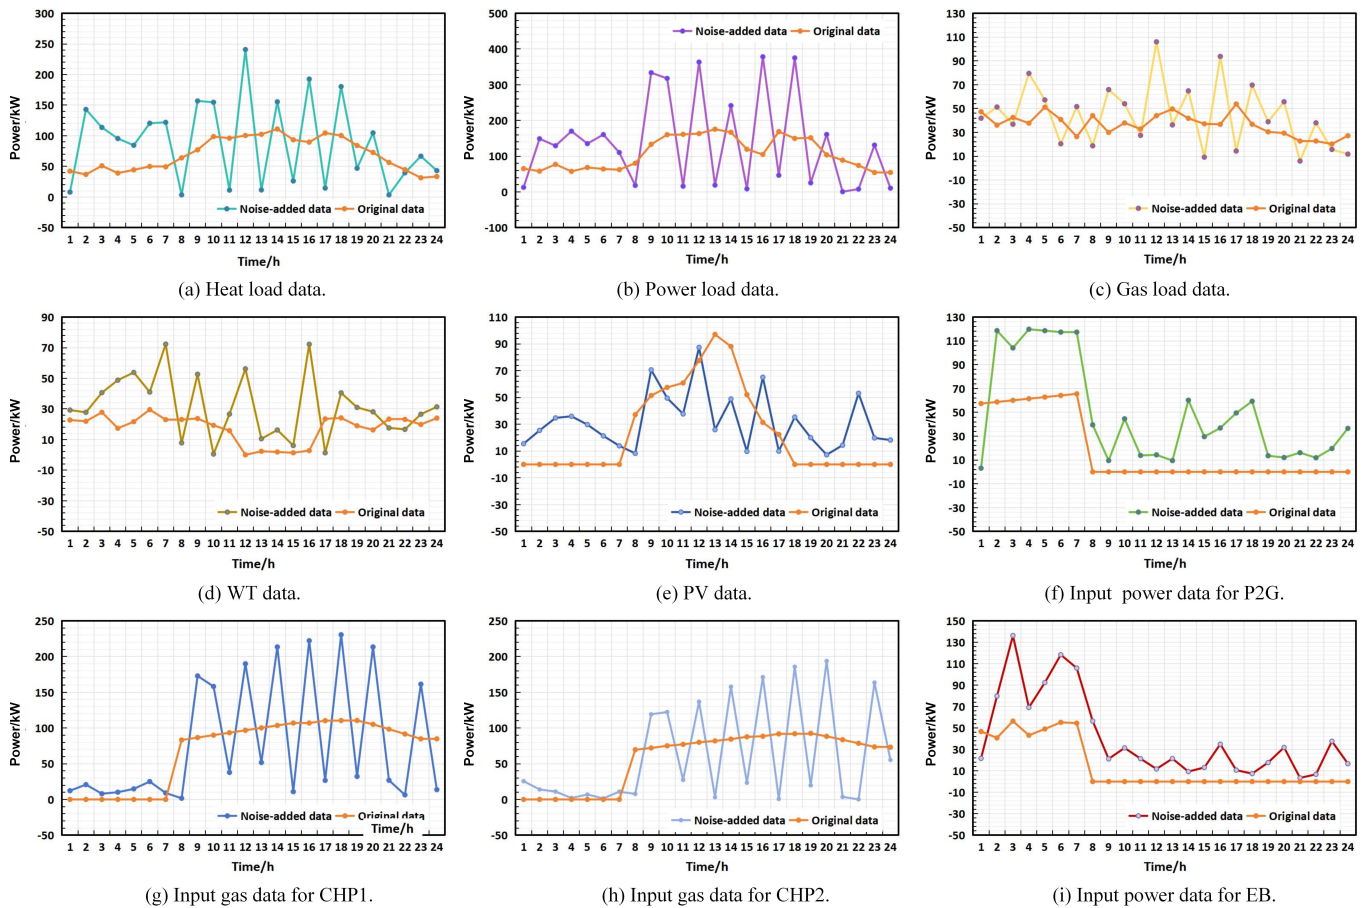 300
250
200
150
100
50
0
-50
Power/kW
Noise-added data
Original data
1 2 3 4 5 6 7 8 9 10 11 12 13 14 15 16 17 18 19 20 21 22 23 24
Time/h
(a) Heat load data.
500
400
300
200
100
0
-100
Power/kW
Noise-added data
Original data
1 2 3 4 5 6 7 8 9 10 11 12 13 14 15 16 17 18 19 20 21 22 23 24
Time/h
(b) Power load data.
130
110
90
70
50
30
10
-10
-30
-50
Power/kW
Noise-added data
Original data
1 2 3 4 5 6 7 8 9 10 11 12 13 14 15 16 17 18 19 20 21 22 23 24
Time/h
(c) Gas load data.
90
70
50
30
10
-10
-30
-50
Power/kW
Noise-added data
Original data
1 2 3 4 5 6 7 8 9 10 11 12 13 14 15 16 17 18 19 20 21 22 23 24
Time/h
(d) WT data.
110
90
70
50
30
10
-10
-30
-50
Power/kW
Noise-added data
Original data
1 2 3 4 5 6 7 8 9 10 11 12 13 14 15 16 17 18 19 20 21 22 23 24
Time/h
(e) PV data.
130
110
90
70
50
30
10
-10
-30
-50
Power/kW
Noise-added data
Original data
1 2 3 4 5 6 7 8 9 10 11 12 13 14 15 16 17 18 19 20 21 22 23 24
Time/h
(f) Input power data for P2G.
250
200
150
100
50
0
-50
Power/kW
Noise-added data
Original data
Time/h
1 2 3 4 5 6 7 8 9 10 11 12 13 14 15 16 17 18 19 20 21 22 23 24
Time/h
(g) Input gas data for CHP1.
250
200
150
100
50
0
-50
Power/kW
Noise-added data
Original data
1 2 3 4 5 6 7 8 9 10 11 12 13 14 15 16 17 18 19 20 21 22 23 24
Time/h
(h) Input gas data for CHP2.
150
130
110
90
70
50
30
10
-10
-30
-50
Power/kW
Noise-added data
Original data
1 2 3 4 5 6 7 8 9 10 11 12 13 14 15 16 17 18 19 20 21 22 23 24
Time/h
(i) Input power data for EB.